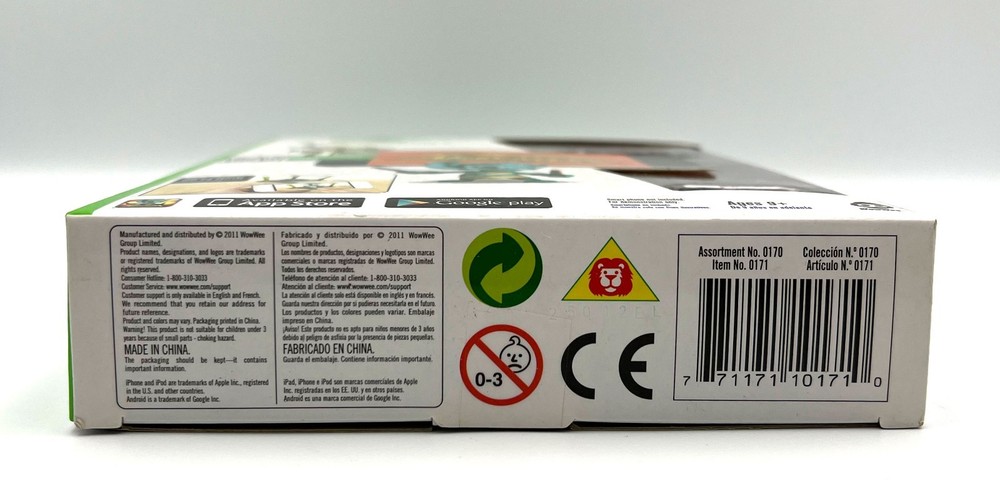 App Store
Google play
Ages 9+
De 9 años en adelante
Manufactured and distributed by © 2011 WowWee
Group Limited.
Product names, designations, and logos are trademarks
or registered trademarks of WowWee Group Limited. All
rights reserved.
Consumer Hotline: 1-800-310-3033
Customer Service: www.wowwee.com/support
Customer support is only available in English and French.
We recommend that you retain our address for
future reference.
Product and colors may vary. Packaging printed in China.
Warning! This product is not suitable for children under 3
years because of small parts - choking hazard.
MADE IN CHINA.
The packaging should be kept—it contains
important information.
iPhone and iPod are trademarks of Apple Inc., registered
in the U.S. and other countries.
Android is a trademark of Google Inc.
Fabricado y distribuido por © 2011 WowWee
Group Limited.
Los nombres de productos, designaciones y logotipos son marcas
comerciales o marcas registradas de WowWee Group Limited.
Todos los derechos reservados.
Teléfono de atención al cliente: 1-800-310-3033
Atención al cliente: www.wowwee.com/support
La atención al cliente solo está disponible en inglés y en francés.
Guarda nuestra dirección por si pudieras necesitarla en el futuro.
Los productos y los colores pueden variar. Embalaje
impreso en China.
¡Aviso! Este producto no es apto para niños menores de 3 años
debido al peligro de asfixia por la presencia de piezas pequeñas.
FABRICADO EN CHINA.
Guarda el embalaje. Contiene información importante.
iPad, iPhone e iPod son marcas comerciales de Apple
Inc. registradas en los EE. UU. y en otros países.
Android es una marca comercial de Google Inc.
0-3
CE
Assortment No. 0170
Item No. 0171
Colección N.º 0170
Artículo N.º 0171
7 71171 10171 0